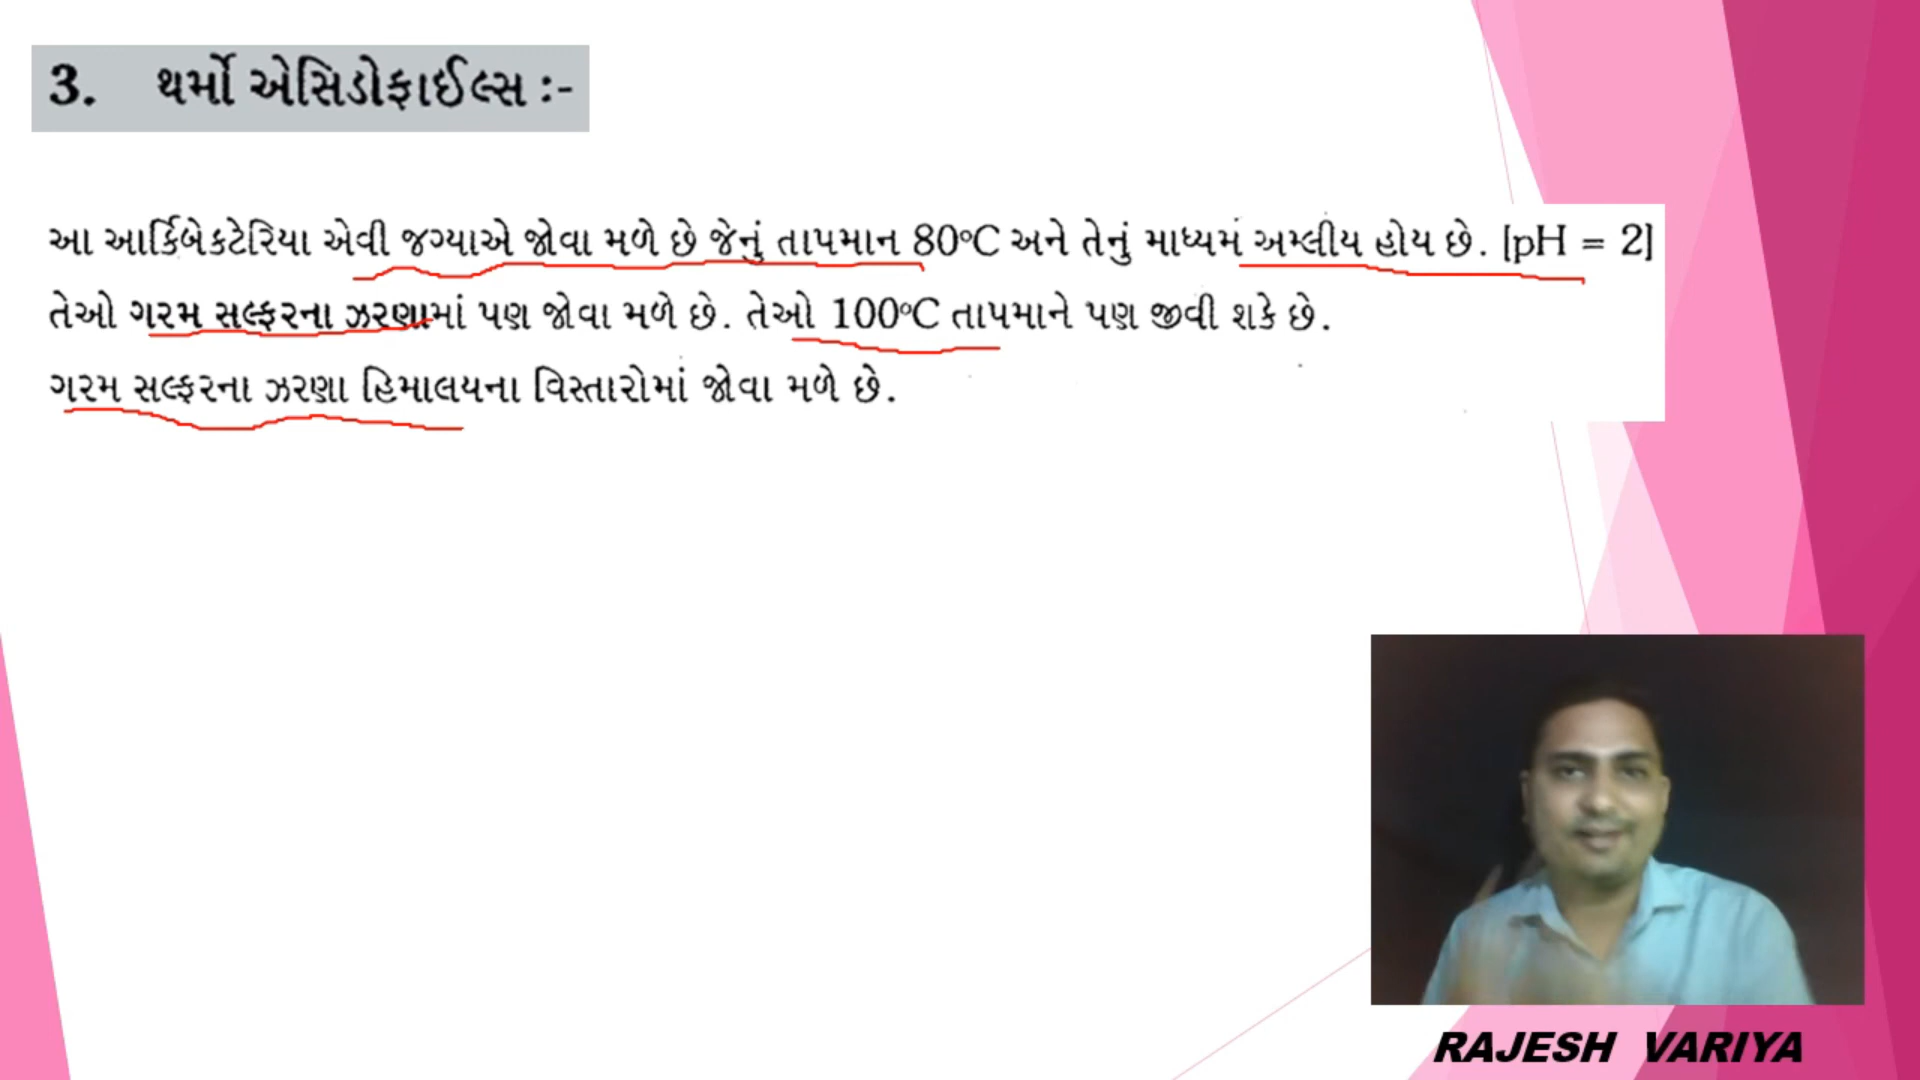 3. થર્મો એસિડોફાઈલ્સ :-
આ આર્કિબેકટેરિયા એવી જગ્યાએ જોવા મળે છે જેનું તાપમાન 80°C અને તેનું માધ્યમ અમ્લીય હોય છે. [pH = 2]
તેઓ ગરમ સલ્ફરના ઝરણામાં પણ જોવા મળે છે. તેઓ 100°C તાપમાને પણ જીવી શકે છે.
ગરમ સલ્ફરના ઝરણા હિમાલયના વિસ્તારોમાં જોવા મળે છે.
RAJESH VARIYA